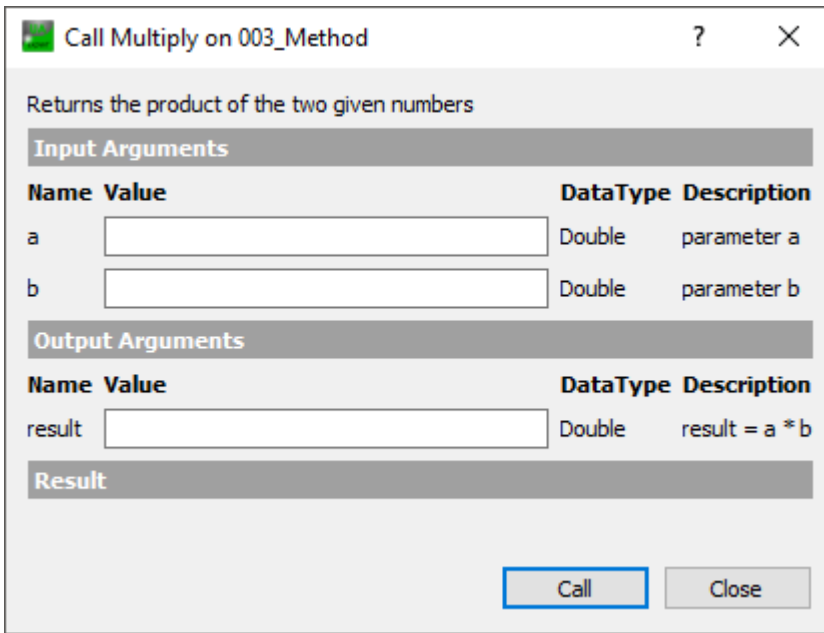 Call Multiply on 003_Method ?
Returns the product of the two given numbers
Input Arguments
Name Value DataType Description
a Double parameter a
b Double parameter b
Output Arguments
Name Value DataType Description
result Double result = a * b
Result
Call Close